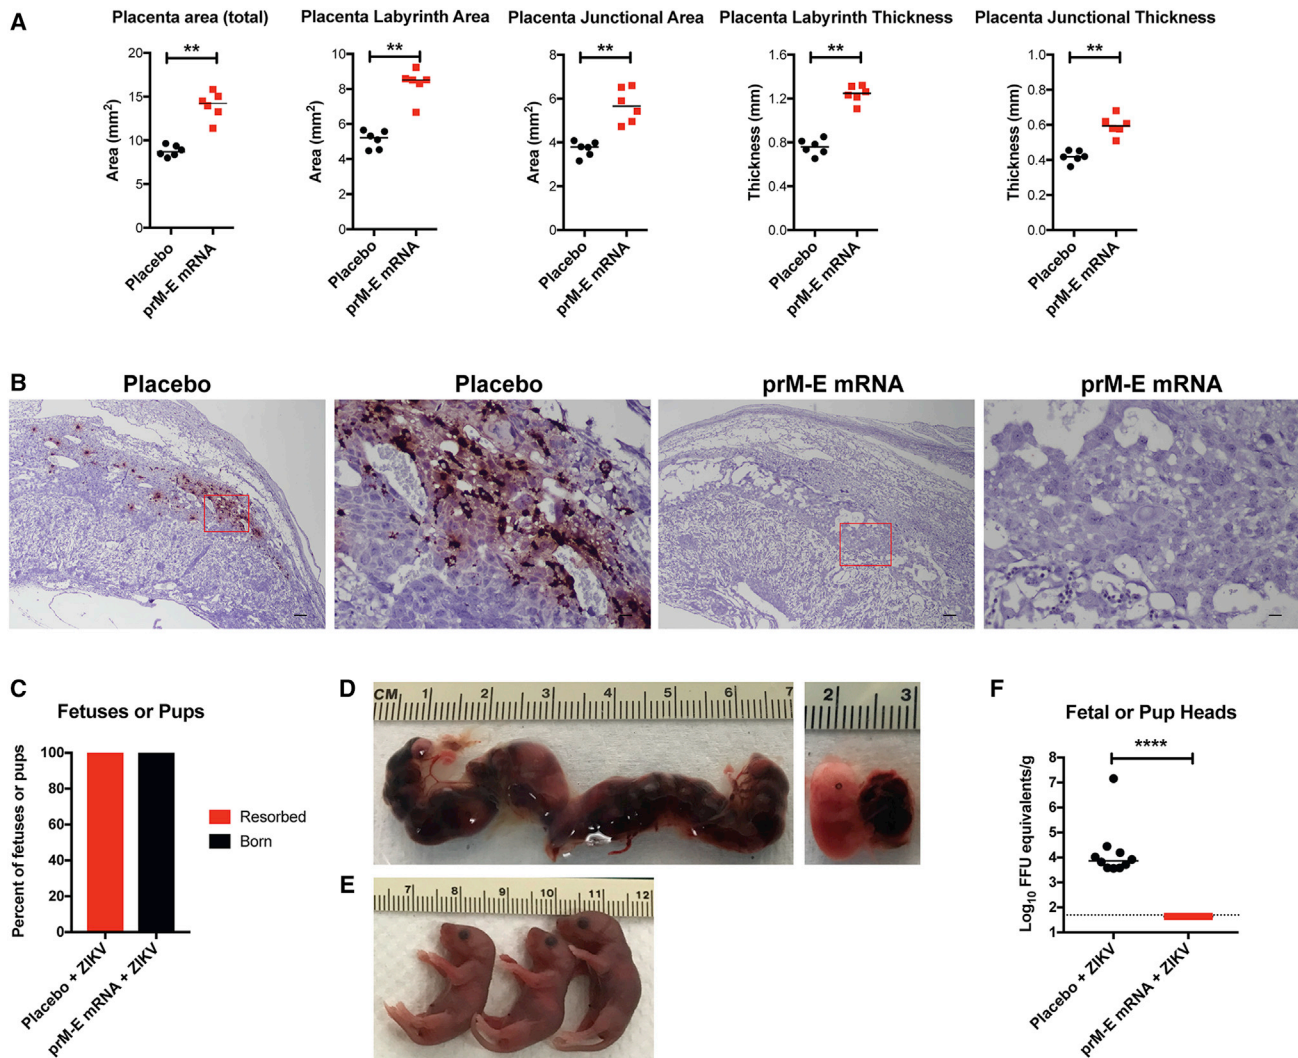 A
Placenta area (total)
Placenta Labyrinth Area
Placenta Junctional Area
Placenta Labyrinth Thickness
Placenta Junctional Thickness
Area (mm²)
20
15
10
5
0
**
Placebo
prM-E mRNA
Area (mm²)
10
8
6
4
2
0
**
Placebo
prM-E mRNA
Area (mm²)
8
6
4
2
0
**
Placebo
prM-E mRNA
Thickness (mm)
1.6
1.2
0.8
0.4
0.0
**
Placebo
prM-E mRNA
Thickness (mm)
1.0
0.8
0.6
0.4
0.2
0.0
**
Placebo
prM-E mRNA
B
Placebo
Placebo
prM-E mRNA
prM-E mRNA
C
Fetuses or Pups
Percent of fetuses or pups
100
80
60
40
20
0
Placebo + ZIKV
prM-E mRNA + ZIKV
Resorbed
Born
D
CM 1 2 3 4 5 6 7
2 3
E
7 8 9 10 11 12
F
Fetal or Pup Heads
Log₁₀ FFU equivalents/g
8
7
6
5
4
3
2
1
****
Placebo + ZIKV
prM-E mRNA + ZIKV